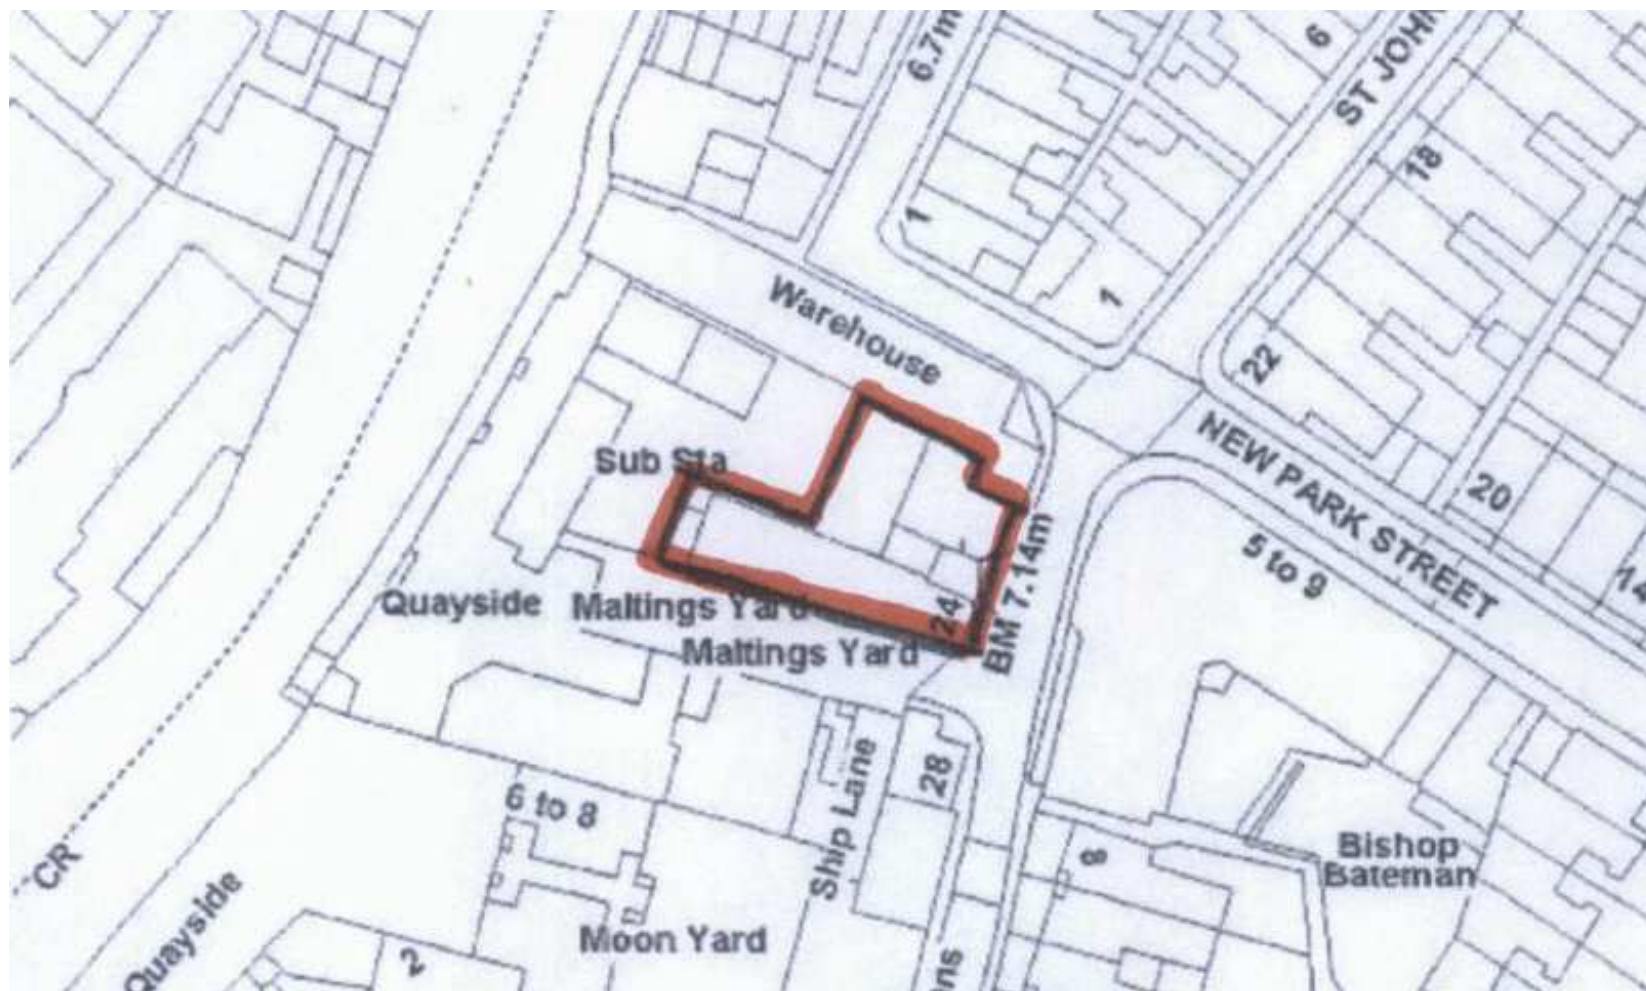 6.7m
6
ST JOHN
18
1
1
Warehouse
22
NEW PARK STREET
20
14
Sub Sta
5 to 9
BM 7.14m
24
Quayside
Maltings Yard
Maltings Yard
28
Ship Lane
6 to 8
8
Bishop
Bateman
CR
Quayside
Moon Yard
2